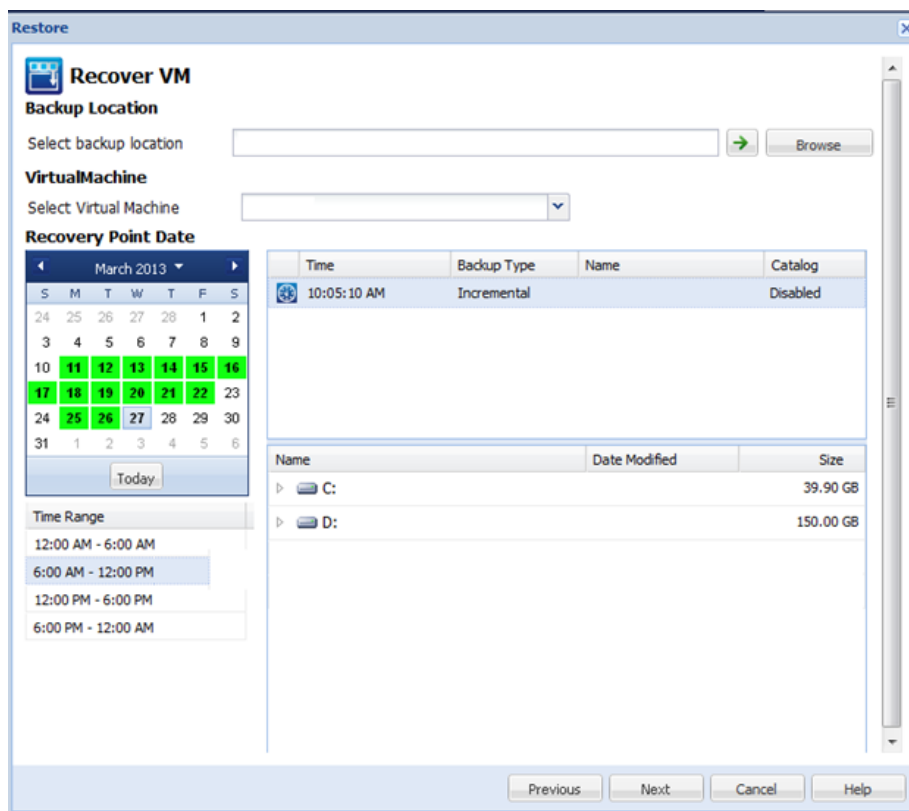 Restore
Recover VM
Backup Location
Select backup location
Browse
VirtualMachine
Select Virtual Machine
Recovery Point Date
March 2013
S M T W T F S
24 25 26 27 28 1 2
3 4 5 6 7 8 9
10 11 12 13 14 15 16
17 18 19 20 21 22 23
24 25 26 27 28 29 30
31 1 2 3 4 5 6
Today
Time Range
12:00 AM - 6:00 AM
6:00 AM - 12:00 PM
12:00 PM - 6:00 PM
6:00 PM - 12:00 AM
Time Backup Type Name Catalog
10:05:10 AM Incremental Disabled
Name Date Modified Size
C: 39.90 GB
D: 150.00 GB
Previous Next Cancel Help